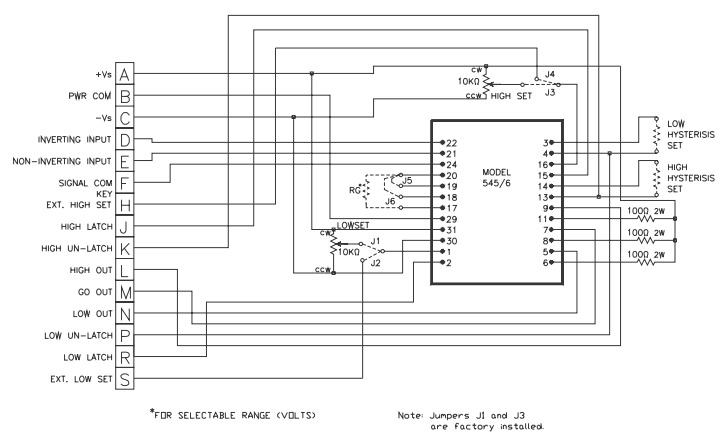 +Vs A
PWR COM B
-Vs C
INVERTING INPUT D
NON-INVERTING INPUT E
SIGNAL COM F
KEY
EXT. HIGH SET H
HIGH LATCH J
HIGH UN-LATCH K
HIGH OUT L
GO OUT M
LOW OUT N
LOW UN-LATCH P
LOW LATCH R
EXT. LOW SET S
CW
10KΩ
CCW
HIGH SET
J4
J3
RG
J5
J6
LOWSET
CW
10KΩ
CCW
J1
J2
MODEL
545/6
22
21
24
20
19
18
17
29
31
30
1
2
3
4
16
15
14
13
9
11
7
8
5
6
LOW
HYSTERISIS
SET
HIGH
HYSTERISIS
SET
100Ω 2W
100Ω 2W
100Ω 2W
*FOR SELECTABLE RANGE (VOLTS)
Note: Jumpers J1 and J3
are factory installed.